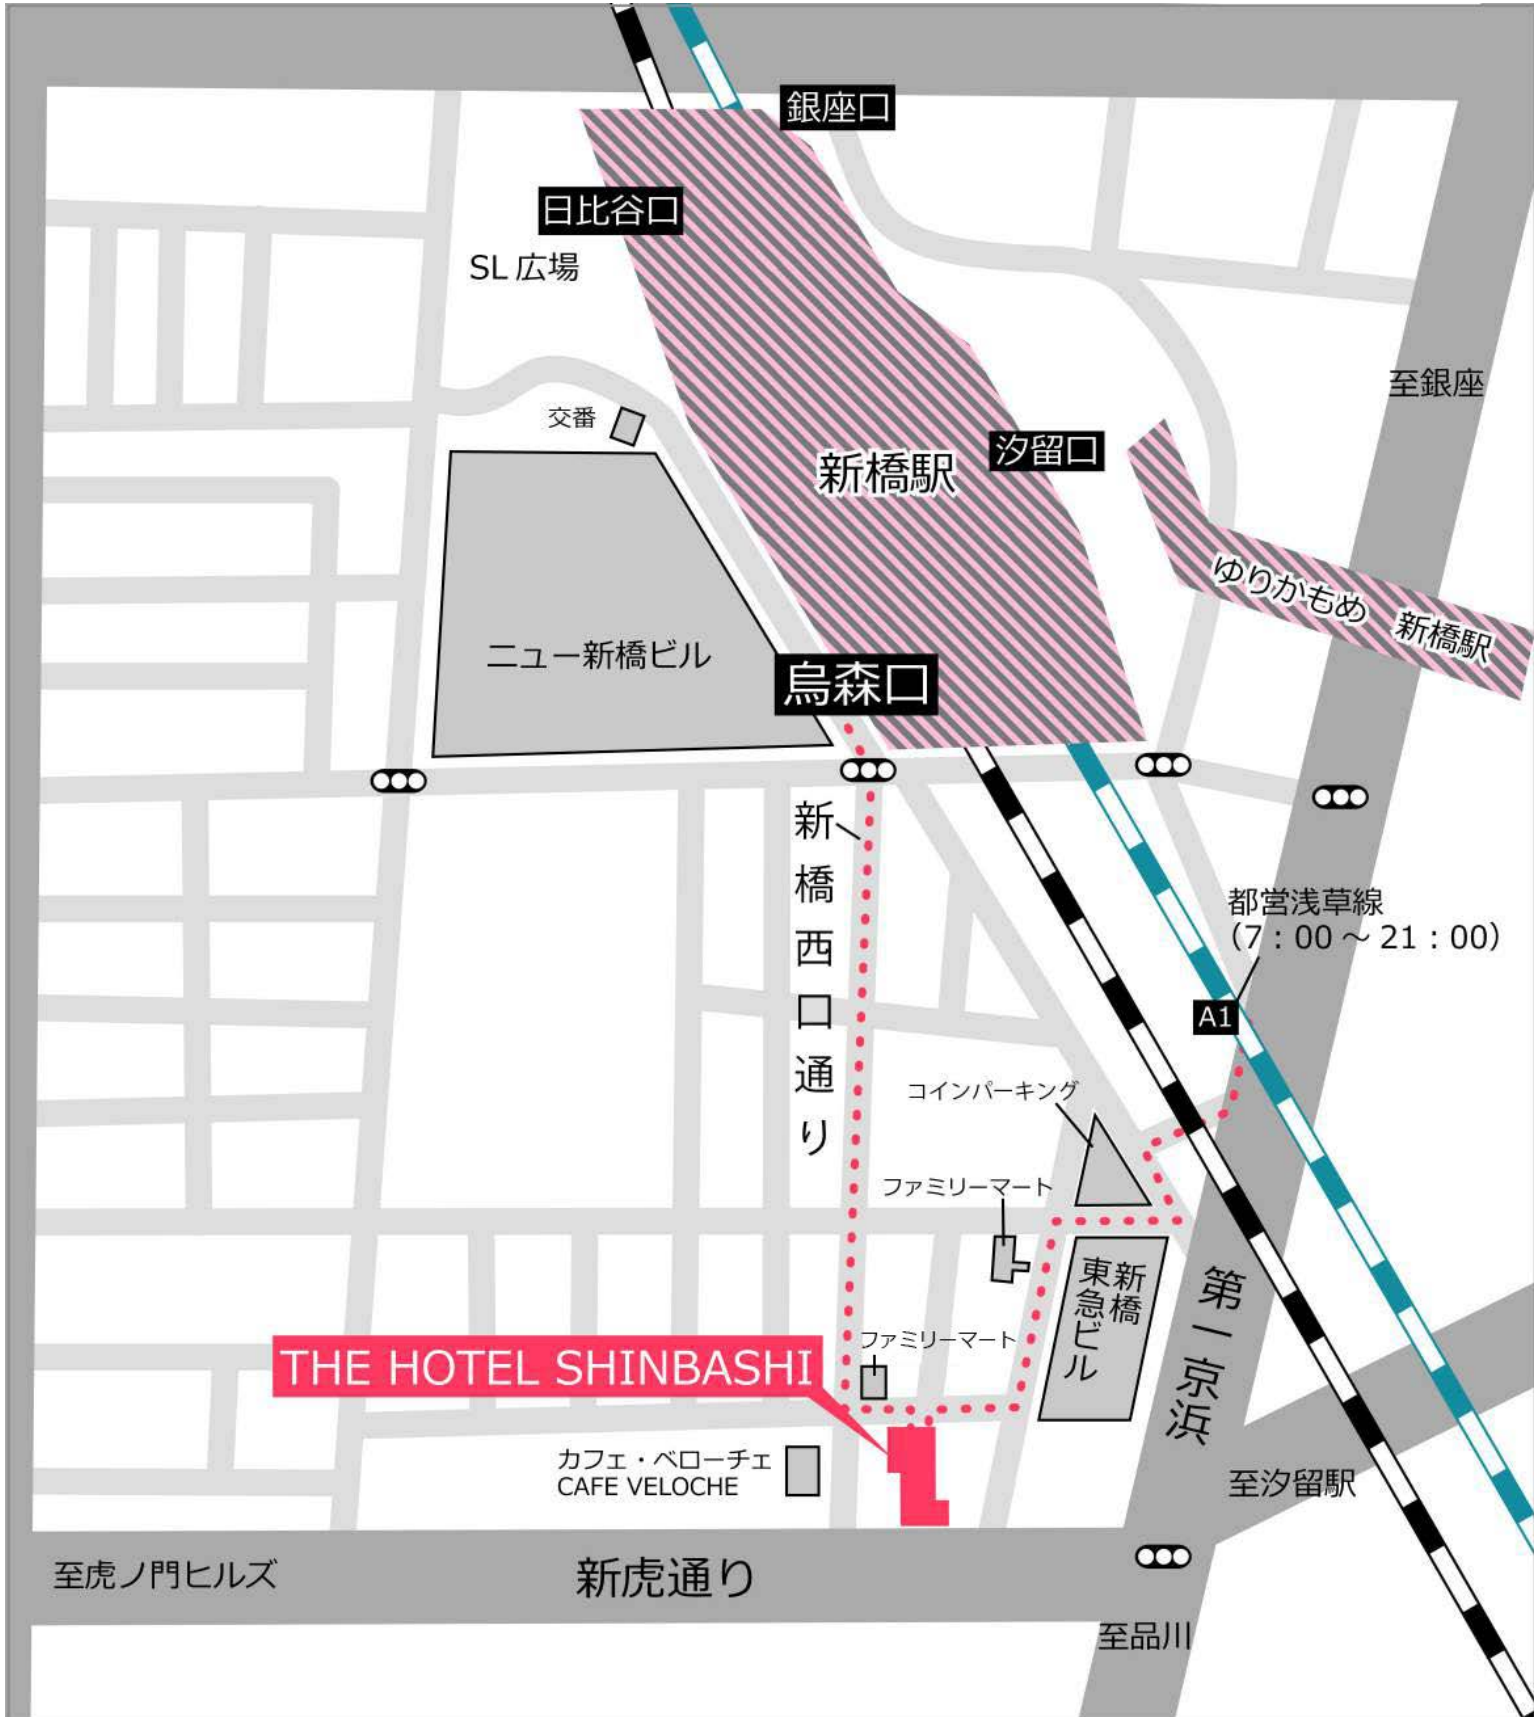 銀座口
日比谷口
SL 広場
至銀座
交番
汐留口
新橋駅
ゆりかもめ 新橋駅
ニュー新橋ビル
烏森口
新橋西口通り
都営浅草線
（7：00 ～ 21：00）
A1
コインパーキング
ファミリーマート
新橋
東急ビル
第一京浜
ファミリーマート
THE HOTEL SHINBASHI
カフェ・ベローチェ
CAFE VELOCHE
至汐留駅
至虎ノ門ヒルズ
新虎通り
至品川